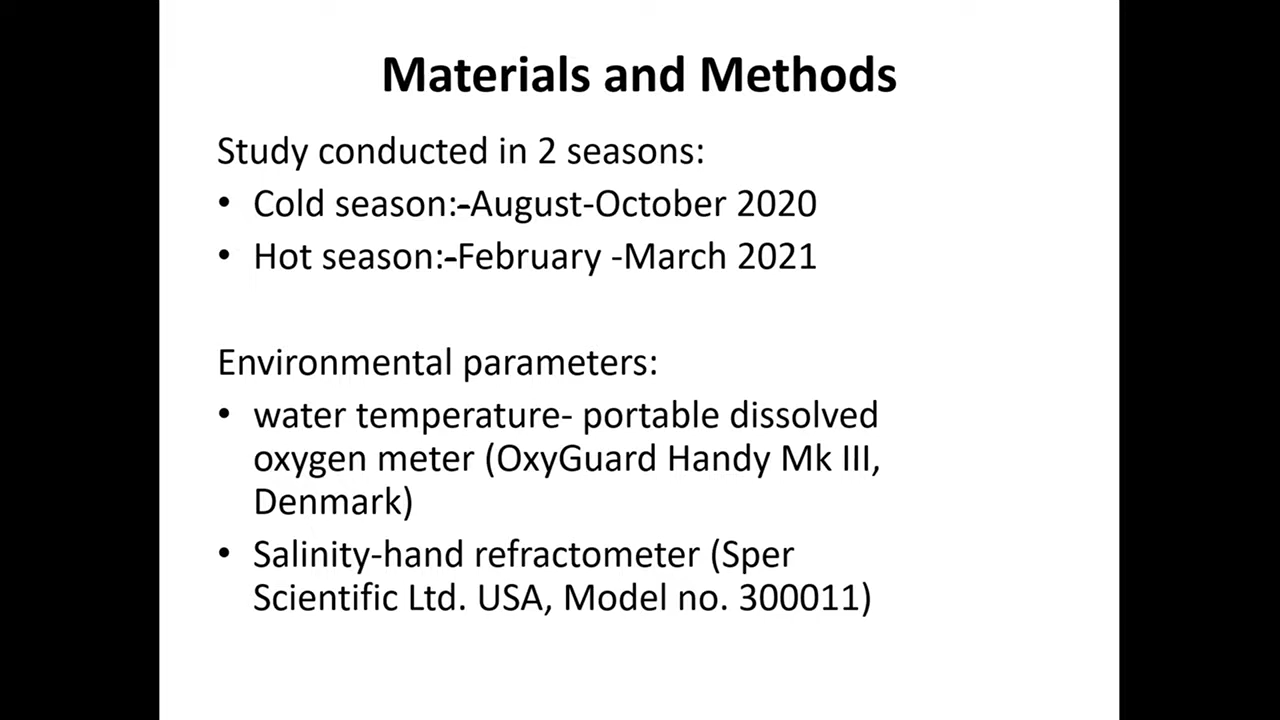 Materials and Methods
Study conducted in 2 seasons:
• Cold season:-August-October 2020
• Hot season:-February -March 2021
Environmental parameters:
• water temperature- portable dissolved
oxygen meter (OxyGuard Handy Mk III,
Denmark)
• Salinity-hand refractometer (Sper
Scientific Ltd. USA, Model no. 300011)